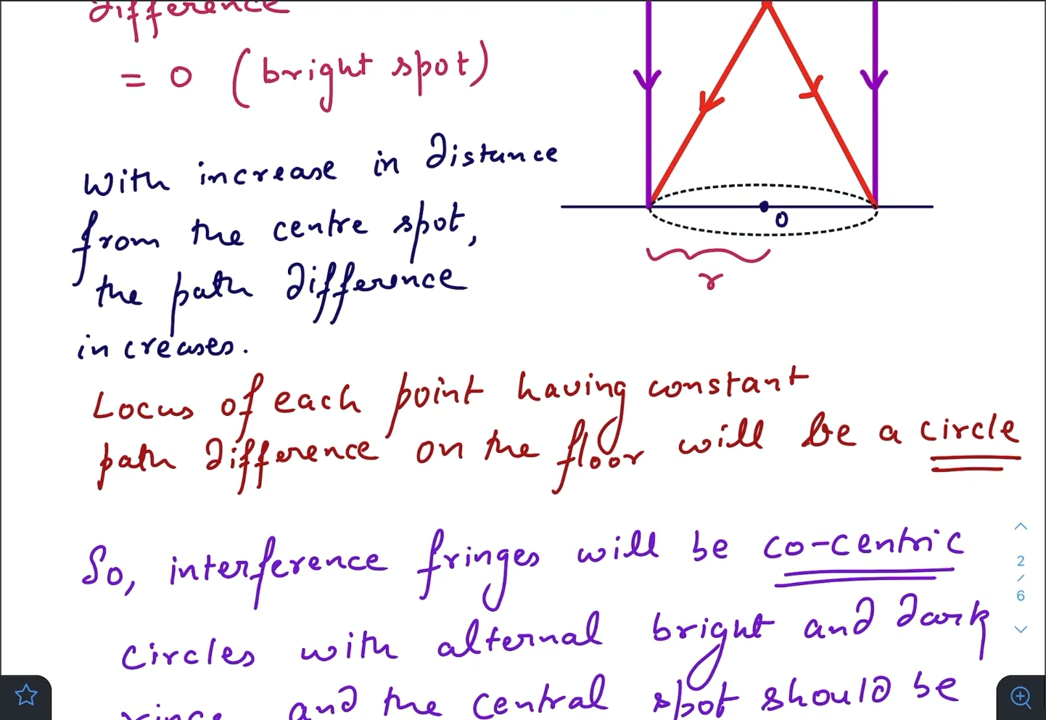 difference
= 0 (bright spot)
with increase in distance
from the centre spot,
the path difference
increases.
O
r
Locus of each point having constant
path difference on the floor will be a circle
So, interference fringes will be co-centric
circles with alternal bright and dark
rings and the central spot should be
2
/
6